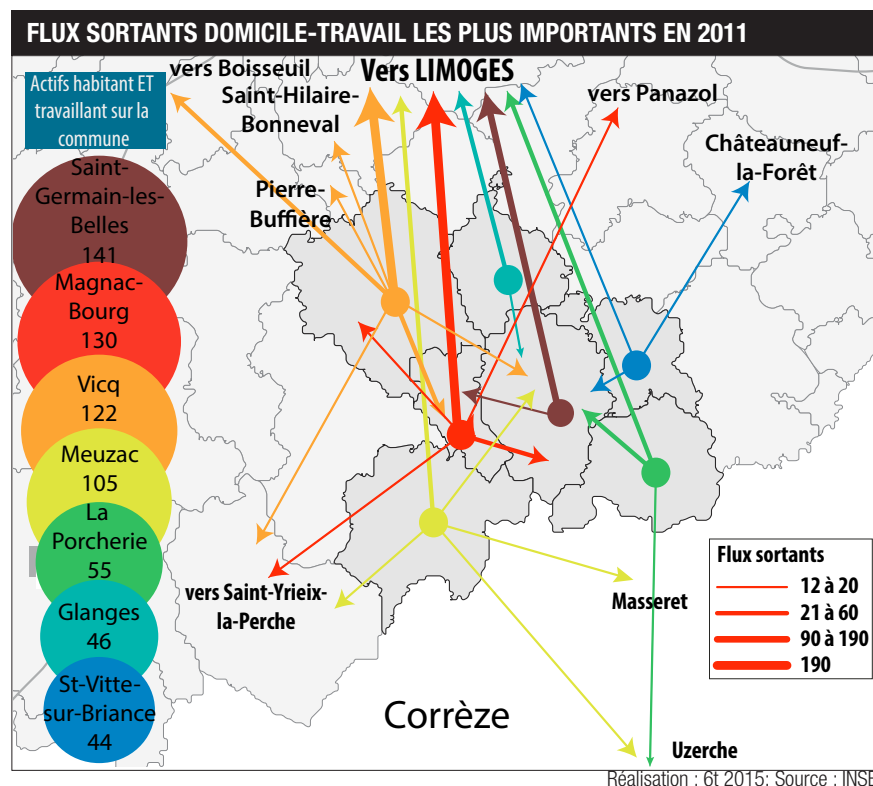 FLUX SORTANTS DOMICILE-TRAVAIL LES PLUS IMPORTANTS EN 2011
Actifs habitant ET
travaillant sur la
commune
vers Boisseuil
Saint-Hilaire-
Bonneval
Vers LIMOGES
vers Panazol
Châteauneuf-
la-Forêt
Pierre-
Buffière
Saint-
Germain-les-
Belles
141
Magnac-
Bourg
130
Vicq
122
Meuzac
105
La
Porcherie
55
Glanges
46
St-Vitte-
sur-Briance
44
vers Saint-Yrieix-
la-Perche
Masseret
Uzerche
Corrèze
Flux sortants
12 à 20
21 à 60
90 à 190
190
Réalisation : 6t 2015; Source : INSE